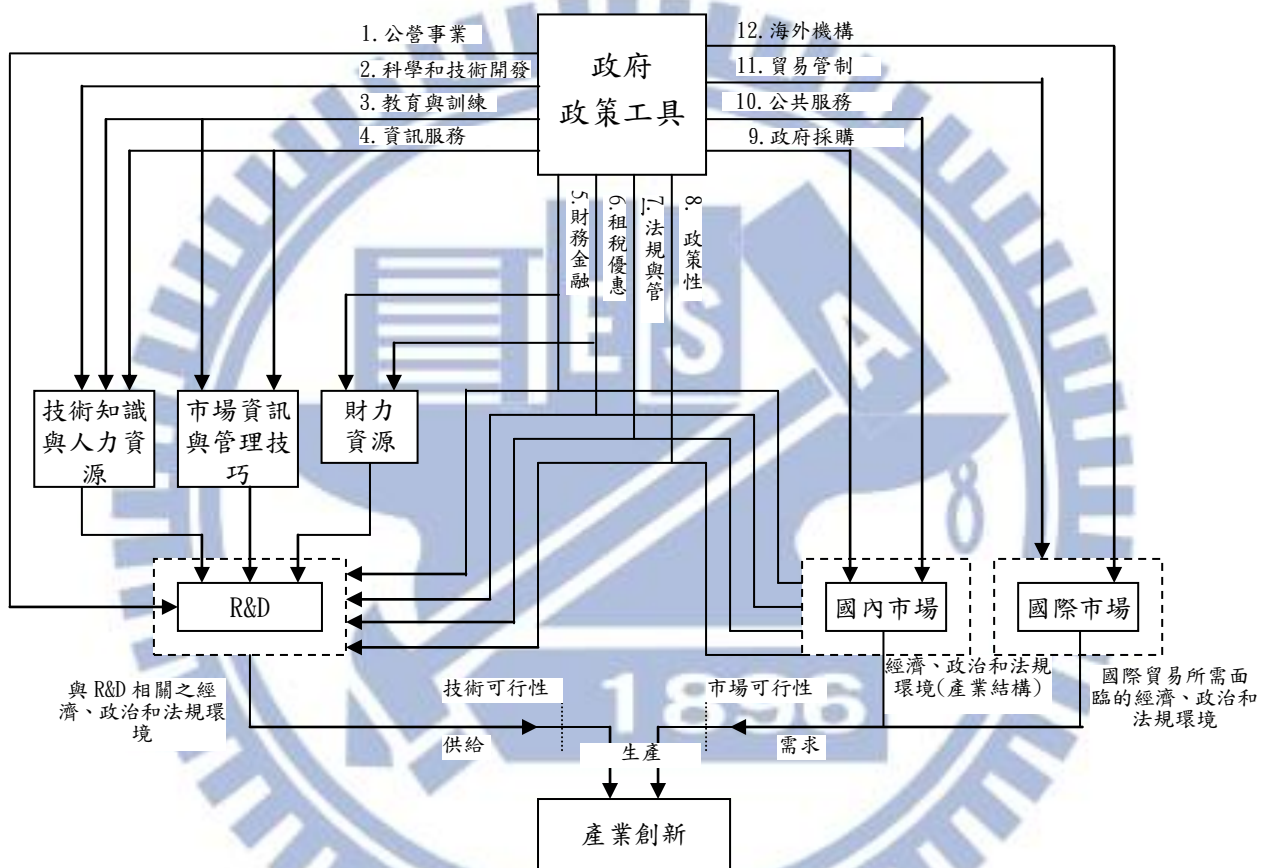 政府
政策工具
1. 公營事業
2. 科學和技術開發
3. 教育與訓練
4. 資訊服務
12. 海外機構
11. 貿易管制
10. 公共服務
9. 政府採購
5. 財務金融
6. 租稅優惠
7. 法規與管
8. 政策性
ESA
技術知識
與人力資
源
市場資訊
與管理技
巧
財力
資源
R&D
國內市場
國際市場
與 R&D 相關之經
濟、政治和法規環
境
經濟、政治和法規
環境(產業結構)
國際貿易所需面
臨的經濟、政治和
法規環境
技術可行性
市場可行性
1896
供給
生產
需求
產業創新